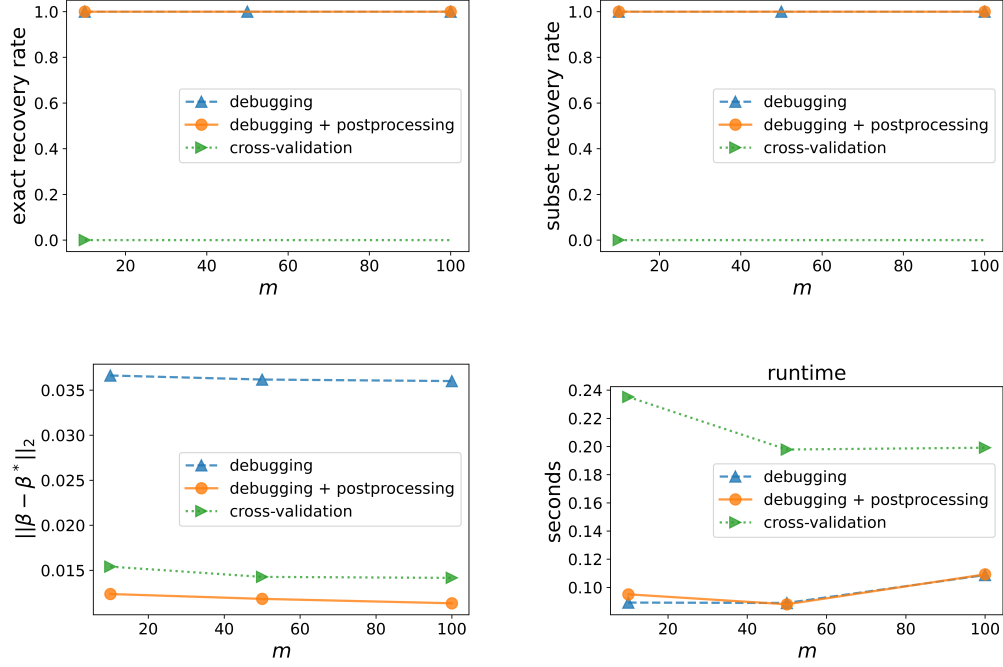 exact recovery rate
1.0
0.8
0.6
0.4
0.2
0.0
debugging
debugging + postprocessing
cross-validation
20 40 60 80 100
m
subset recovery rate
1.0
0.8
0.6
0.4
0.2
0.0
debugging
debugging + postprocessing
cross-validation
20 40 60 80 100
m
||β − β*||₂
0.035
0.030
0.025
0.020
0.015
debugging
debugging + postprocessing
cross-validation
20 40 60 80 100
m
runtime
seconds
0.24
0.22
0.20
0.18
0.16
0.14
0.12
0.10
debugging
debugging + postprocessing
cross-validation
20 40 60 80 100
m